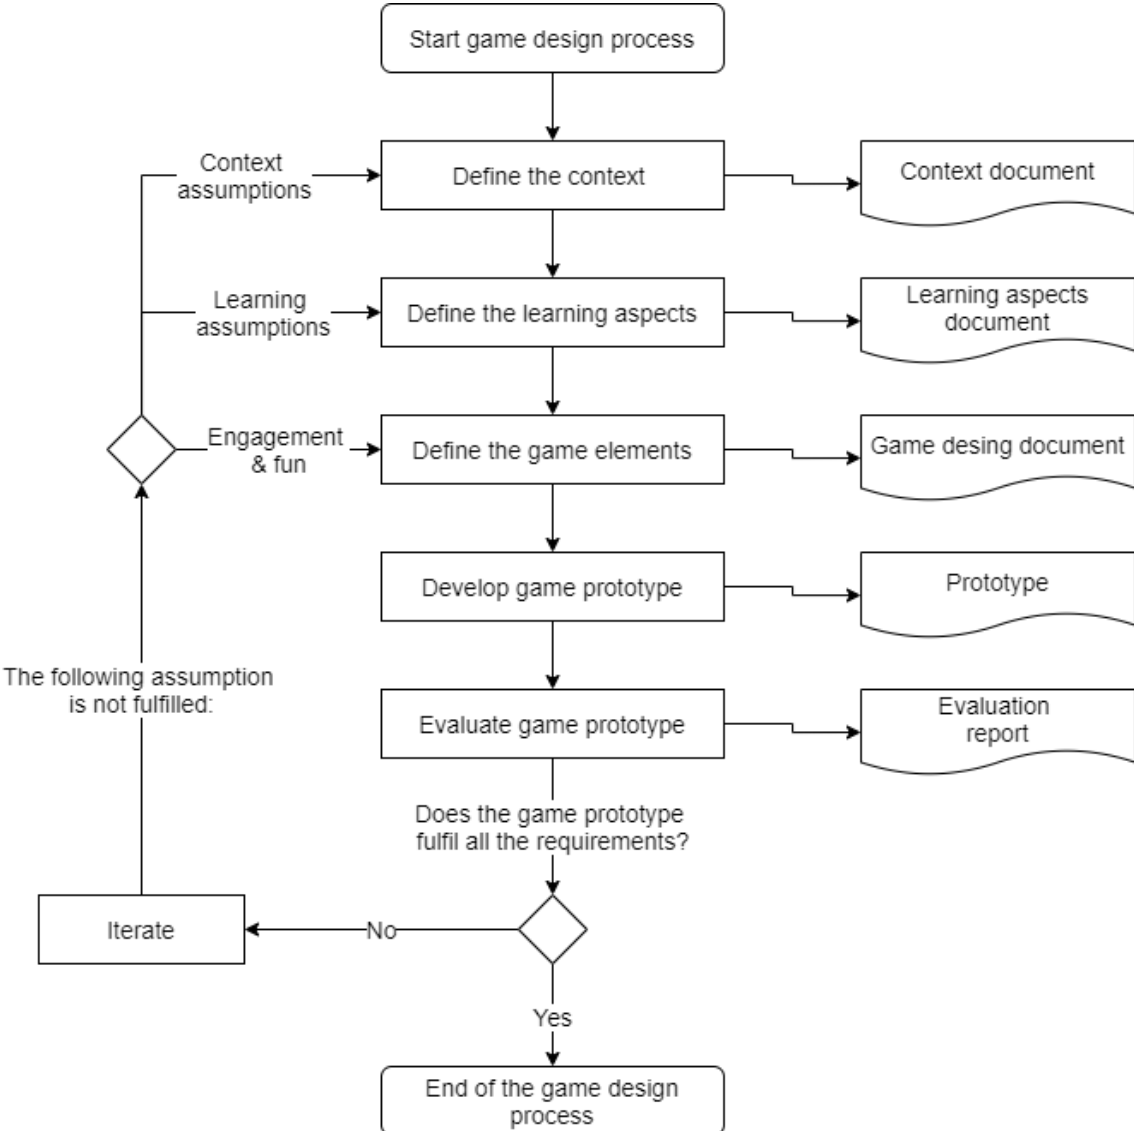 Start game design process
Context
assumptions
Define the context
Context document
Learning
assumptions
Define the learning aspects
Learning aspects
document
Engagement
& fun
Define the game elements
Game desing document
Develop game prototype
Prototype
The following assumption
is not fulfilled:
Evaluate game prototype
Evaluation
report
Does the game prototype
fulfil all the requirements?
Iterate
No
Yes
End of the game design
process